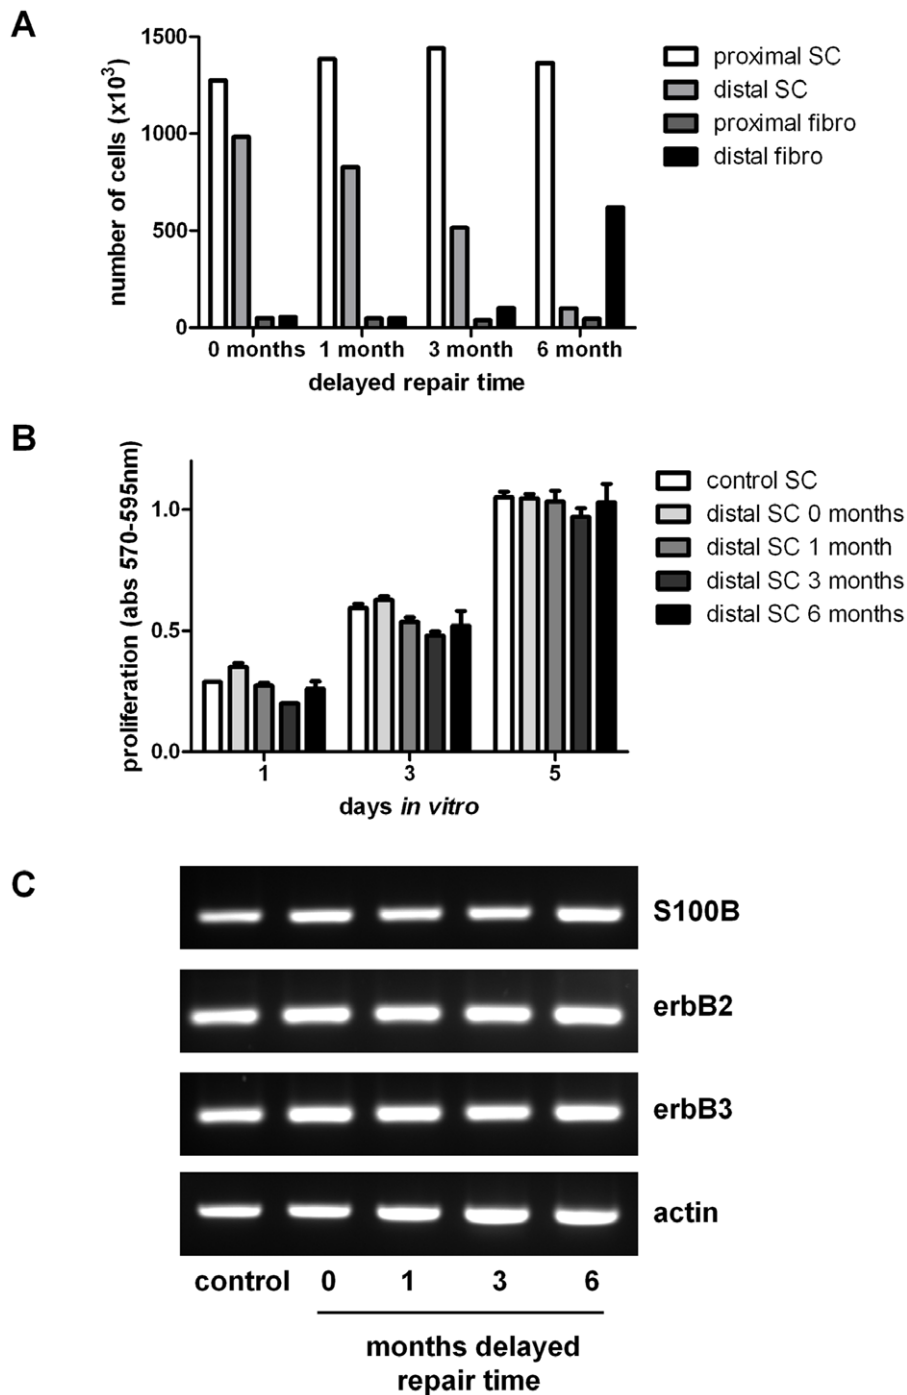 A
number of cells (x10³)
1500
1000
500
0
0 months 1 month 3 month 6 month
delayed repair time
proximal SC
distal SC
proximal fibro
distal fibro
B
proliferation (abs 570-595nm)
1.0
0.5
0.0
1 3 5
days in vitro
control SC
distal SC 0 months
distal SC 1 month
distal SC 3 months
distal SC 6 months
C
S100B
erbB2
erbB3
actin
control 0 1 3 6
months delayed
repair time